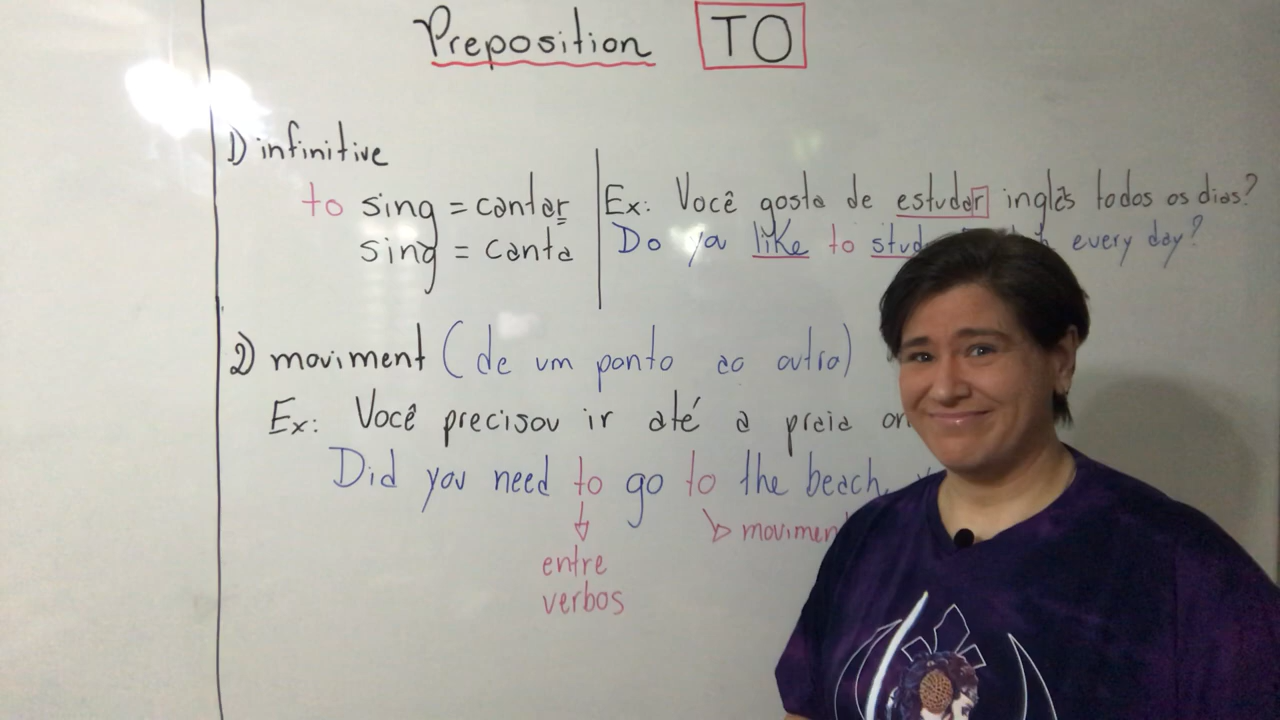 Preposition TO
1) infinitive
to sing = cantar
sing = canta
Ex: Você gosta de estudar inglês todos os dias?
Do ya like to every day?
2) moviment (de um ponto ao outro)
Ex: Você precisou ir até a praia
Did you need to go to the beach,
moviment
entre
verbos